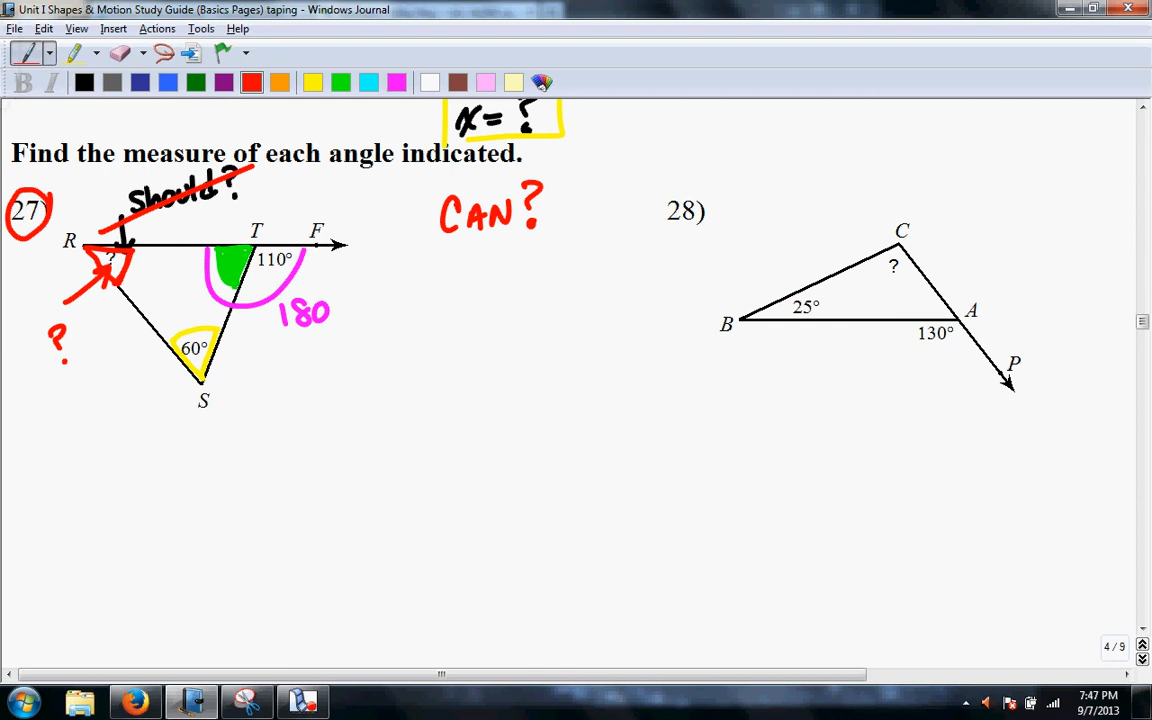 Unit I Shapes & Motion Study Guide (Basics Pages) taping - Windows Journal
File Edit View Insert Actions Tools Help
B I
x = ?
Find the measure of each angle indicated.
should?
27)
CAN?
28)
R
T
F
?
110°
180
?
60°
S
C
?
25°
B
A
130°
P
4 / 9
7:47 PM
9/7/2013